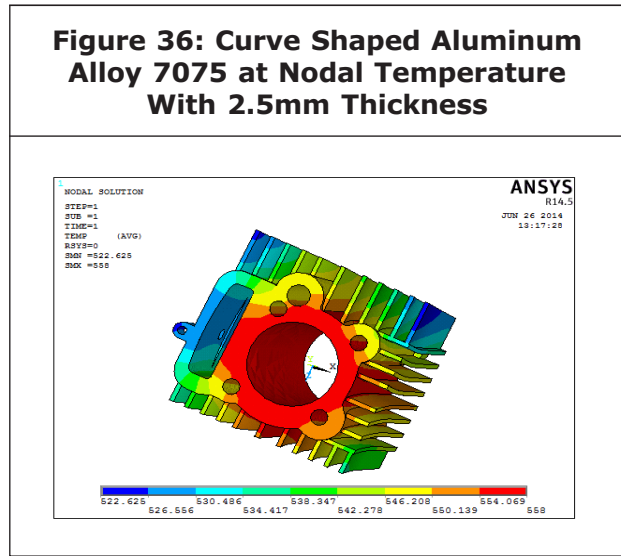 Figure 36: Curve Shaped Aluminum
Alloy 7075 at Nodal Temperature
With 2.5mm Thickness
1
NODAL SOLUTION
STEP=1
SUB =1
TIME=1
TEMP (AVG)
RSYS=0
SMN =522.625
SMX =558
ANSYS
R14.5
JUN 26 2014
13:17:28
Y
X
Z
522.625 530.486 538.347 546.208 554.069
526.556 534.417 542.278 550.139 558